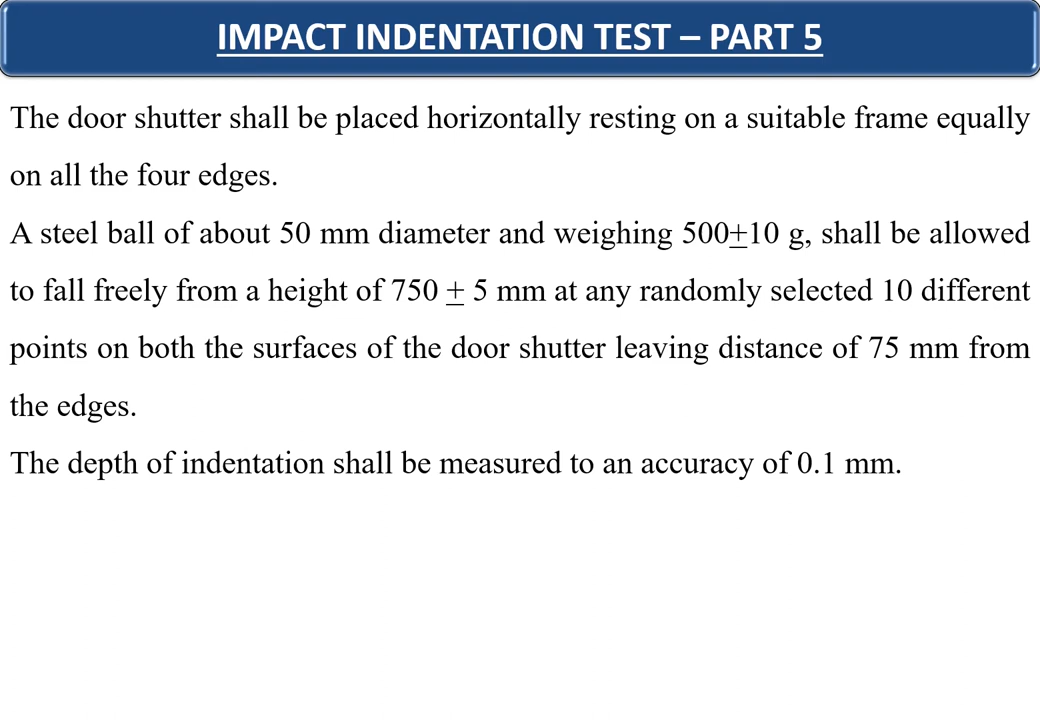 IMPACT INDENTATION TEST – PART 5
The door shutter shall be placed horizontally resting on a suitable frame equally
on all the four edges.
A steel ball of about 50 mm diameter and weighing 500±10 g, shall be allowed
to fall freely from a height of 750 ± 5 mm at any randomly selected 10 different
points on both the surfaces of the door shutter leaving distance of 75 mm from
the edges.
The depth of indentation shall be measured to an accuracy of 0.1 mm.